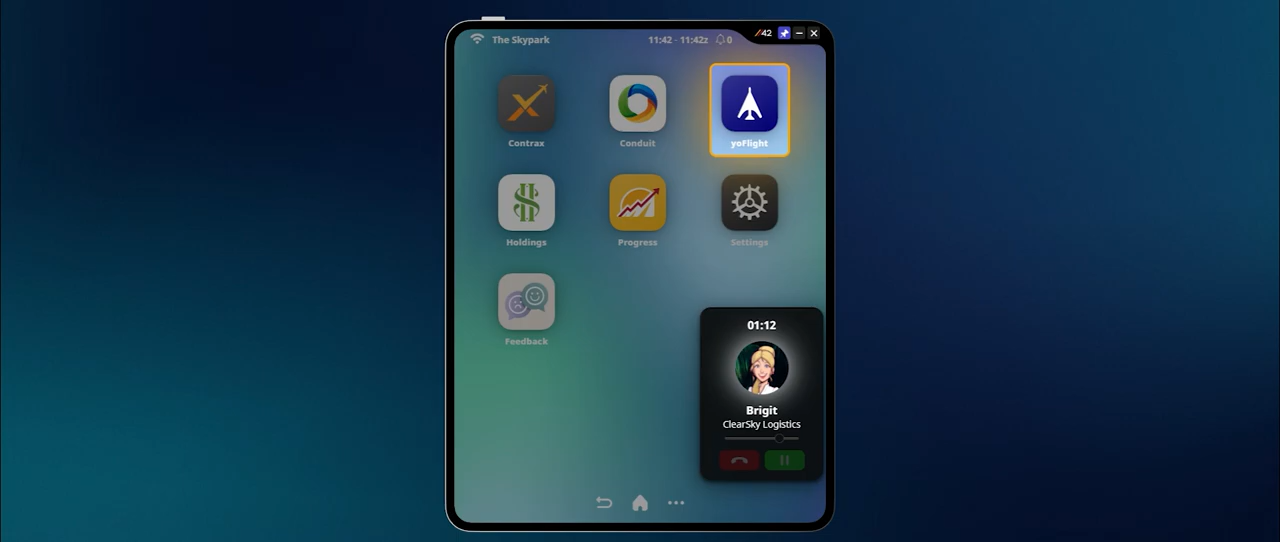 The Skypark
11:42 - 11:42z
0
//42
Contrax
Conduit
yoFlight
Holdings
Progress
Settings
Feedback
01:12
Brigit
ClearSky Logistics